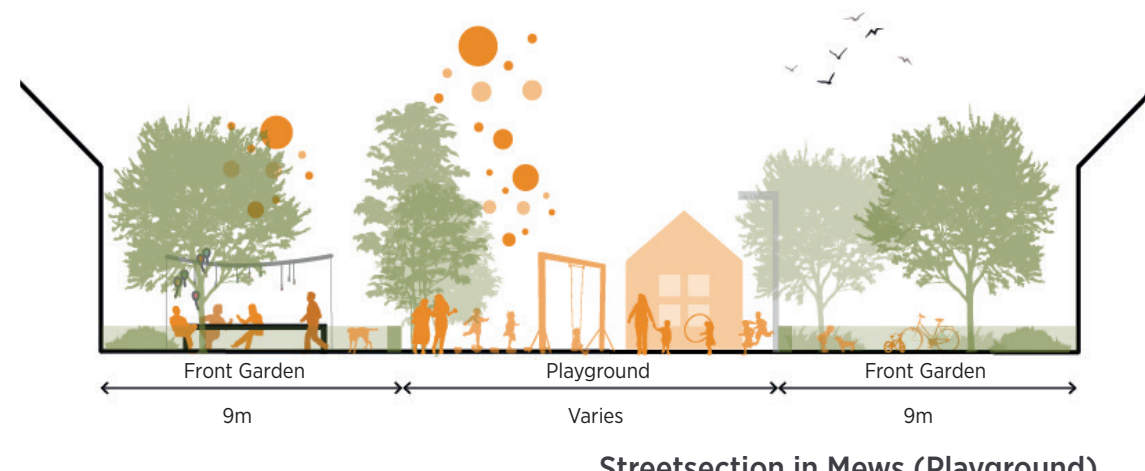 Front Garden
Playground
Front Garden
9m
Varies
9m
Streetsection in Mews (Playground)